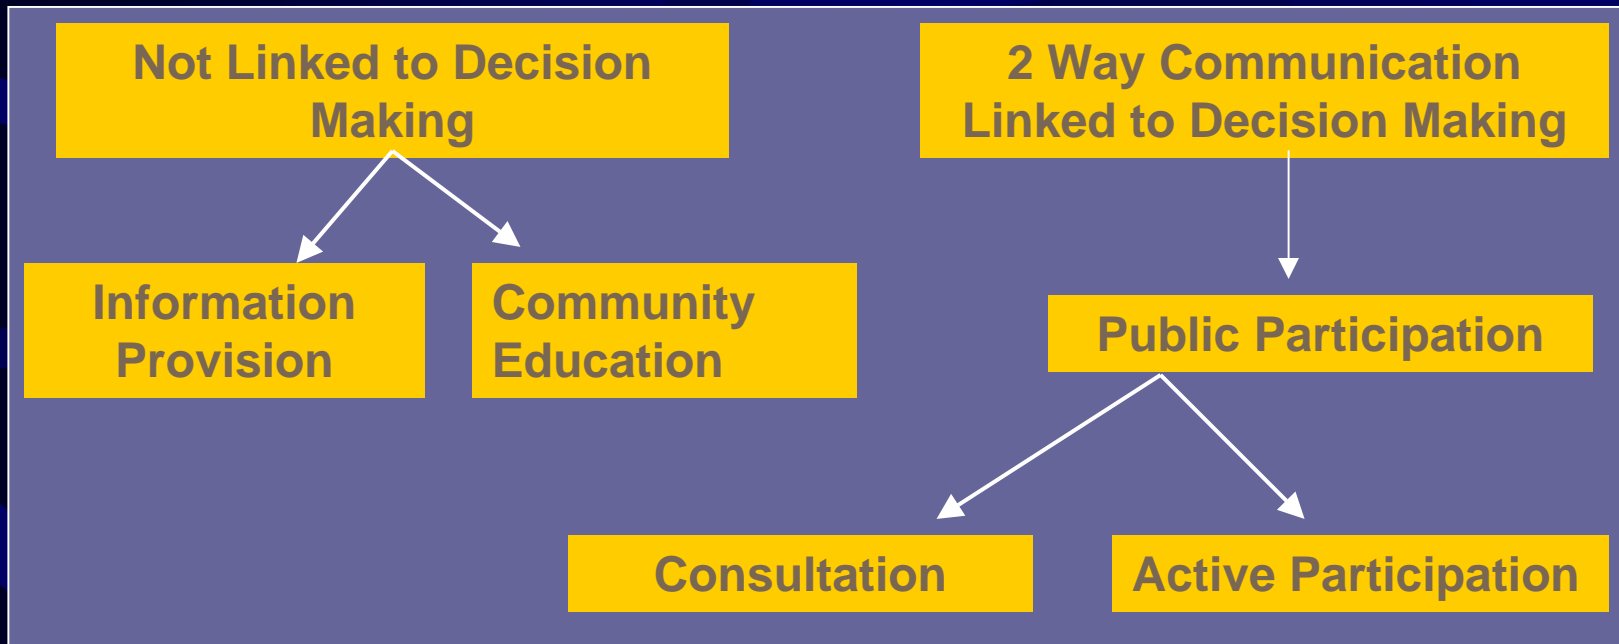 Not Linked to Decision
Making
2 Way Communication
Linked to Decision Making
Information
Provision
Community
Education
Public Participation
Consultation
Active Participation